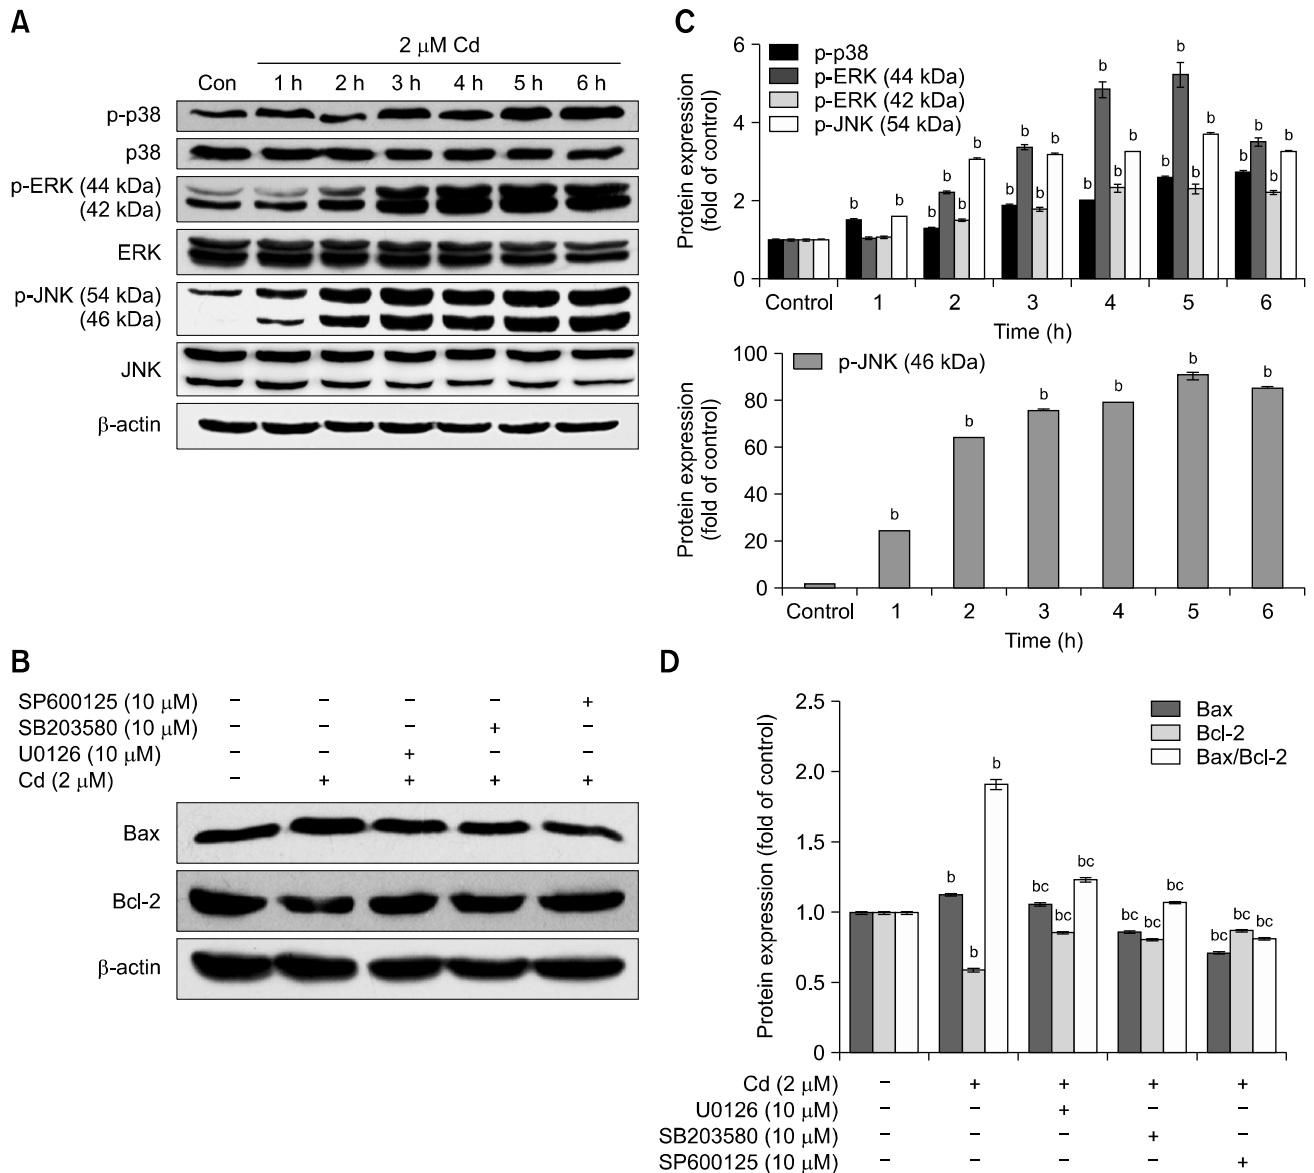 A
2 μM Cd
Con 1 h 2 h 3 h 4 h 5 h 6 h
p-p38
p38
p-ERK (44 kDa)
(42 kDa)
ERK
p-JNK (54 kDa)
(46 kDa)
JNK
β-actin
C
Protein expression
(fold of control)
6
4
2
0
p-p38
p-ERK (44 kDa)
p-ERK (42 kDa)
p-JNK (54 kDa)
b b b b b b b b b b b b b b b b b b b b b b
Control 1 2 3 4 5 6
Time (h)
Protein expression
(fold of control)
100
80
60
40
20
0
p-JNK (46 kDa)
b b b b b b
Control 1 2 3 4 5 6
Time (h)
B
SP600125 (10 μM) − − − − +
SB203580 (10 μM) − − − + −
U0126 (10 μM) − − + − −
Cd (2 μM) − + + + +
Bax
Bcl-2
β-actin
D
Protein expression (fold of control)
2.5
2.0
1.5
1.0
0.5
0
Bax
Bcl-2
Bax/Bcl-2
b b b bc bc bc bc bc bc bc bc bc
Cd (2 μM) − + + + +
U0126 (10 μM) − − + − −
SB203580 (10 μM) − − − + −
SP600125 (10 μM) − − − − +